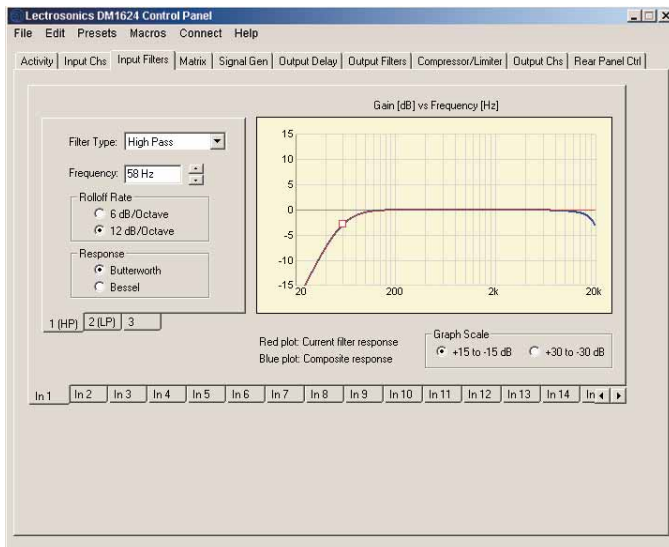 Lectrosonics DM1624 Control Panel
File Edit Presets Macros Connect Help
Activity Input Chs Input Filters Matrix Signal Gen Output Delay Output Filters Compressor/Limiter Output Chs Rear Panel Ctrl
Gain [dB] vs Frequency [Hz]
Filter Type: High Pass
Frequency: 58 Hz
Rolloff Rate
6 dB/Octave
12 dB/Octave
Response
Butterworth
Bessel
1 (HP) 2 (LP) 3
15
10
5
0
-5
-10
-15
20 200 2k 20k
Red plot: Current filter response
Blue plot: Composite response
Graph Scale
+15 to -15 dB +30 to -30 dB
In 1 In 2 In 3 In 4 In 5 In 6 In 7 In 8 In 9 In 10 In 11 In 12 In 13 In 14 In